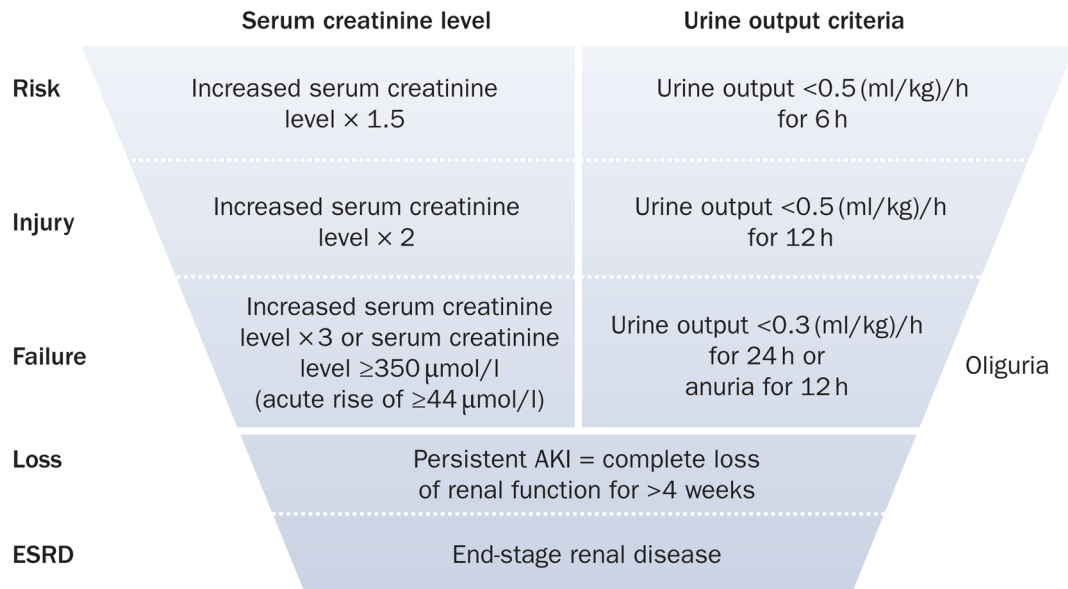 Serum creatinine level
Urine output criteria
Risk
Increased serum creatinine
level × 1.5
Urine output <0.5 (ml/kg)/h
for 6 h
Injury
Increased serum creatinine
level × 2
Urine output <0.5 (ml/kg)/h
for 12 h
Failure
Increased serum creatinine
level ×3 or serum creatinine
level ≥350 μmol/l
(acute rise of ≥44 μmol/l)
Urine output <0.3 (ml/kg)/h
for 24 h or
anuria for 12 h
Oliguria
Loss
Persistent AKI = complete loss
of renal function for >4 weeks
ESRD
End-stage renal disease